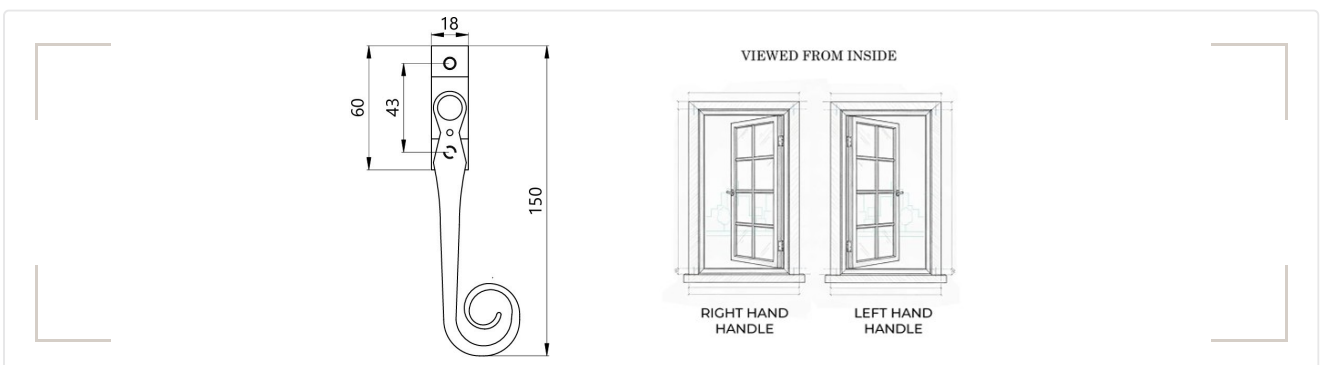 18
60
43
150
VIEWED FROM INSIDE
RIGHT HAND
HANDLE
LEFT HAND
HANDLE